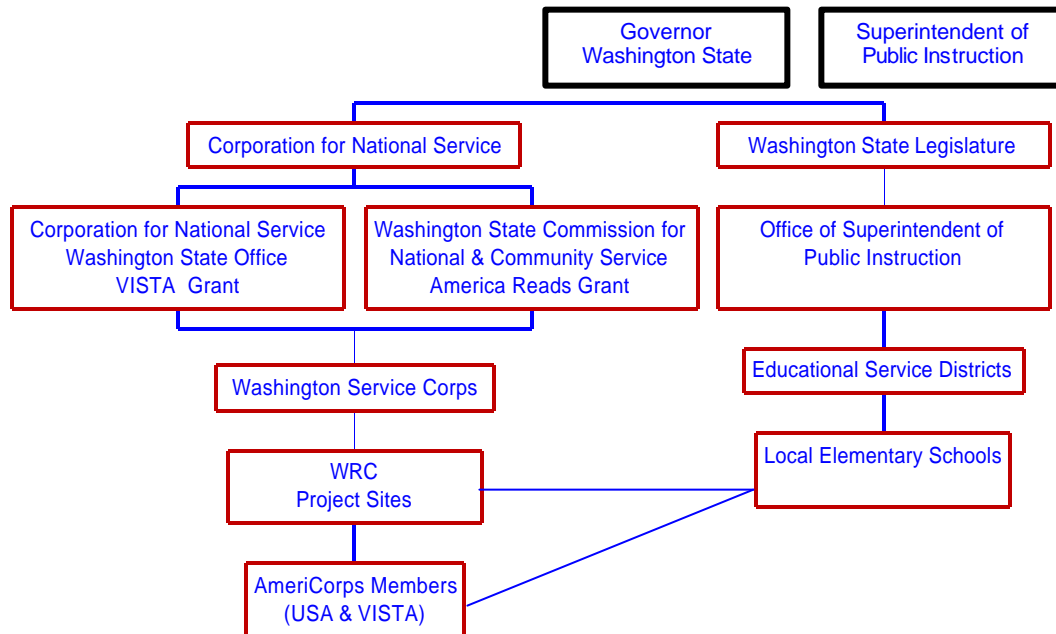 Governor
Washington State
Superintendent of
Public Instruction
Corporation for National Service
Washington State Legislature
Corporation for National Service
Washington State Office
VISTA Grant
Washington State Commission for
National & Community Service
America Reads Grant
Office of Superintendent of
Public Instruction
Washington Service Corps
Educational Service Districts
WRC
Project Sites
Local Elementary Schools
AmeriCorps Members
(USA & VISTA)